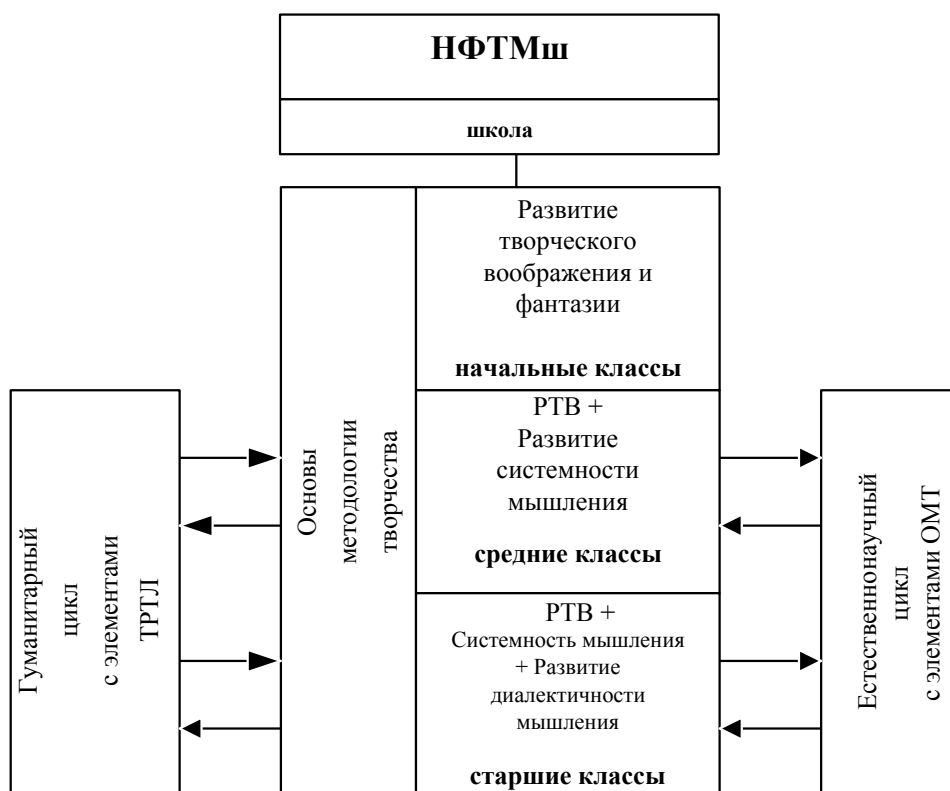 НФТМш
школа
Развитие
творческого
воображения и
фантазии
начальные классы
Основы
методологии
творчества
РТВ +
Развитие
системности
мышления
средние классы
РТВ +
Системность мышления
+ Развитие
диалектичности
мышления
старшие классы
Гуманитарный
цикл
с элементами
ТРТЛ
Естественнонаучный
цикл
с элементами ОМТ